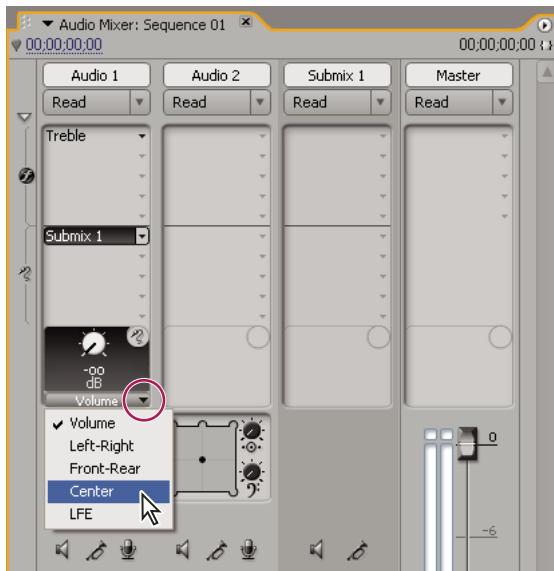 Audio Mixer: Sequence 01
00;00;00;00
00;00;00;00
Audio 1 Audio 2 Submix 1 Master
Read Read Read Read
Treble
Submix 1
-oo
dB
Volume
Volume
Left-Right
Front-Rear
Center
LFE
0
-6